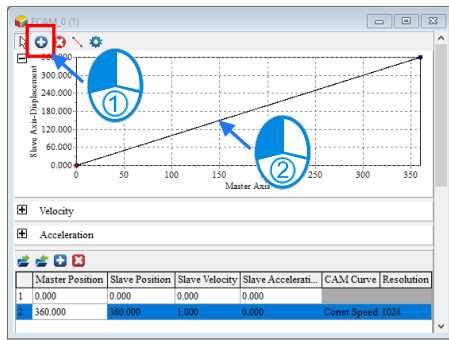 ECAM_0 (1)
360.000
300.000
240.000
180.000
120.000
60.000
0.000
Slave Axis-Displacement
0 50 100 150 200 250 300 350
Master Axis
1
2
Velocity
Acceleration
Master Position Slave Position Slave Velocity Slave Accelerati... CAM Curve Resolution
1 0.000 0.000 0.000 0.000
2 360.000 360.000 1.000 0.000 Const Speed 1024